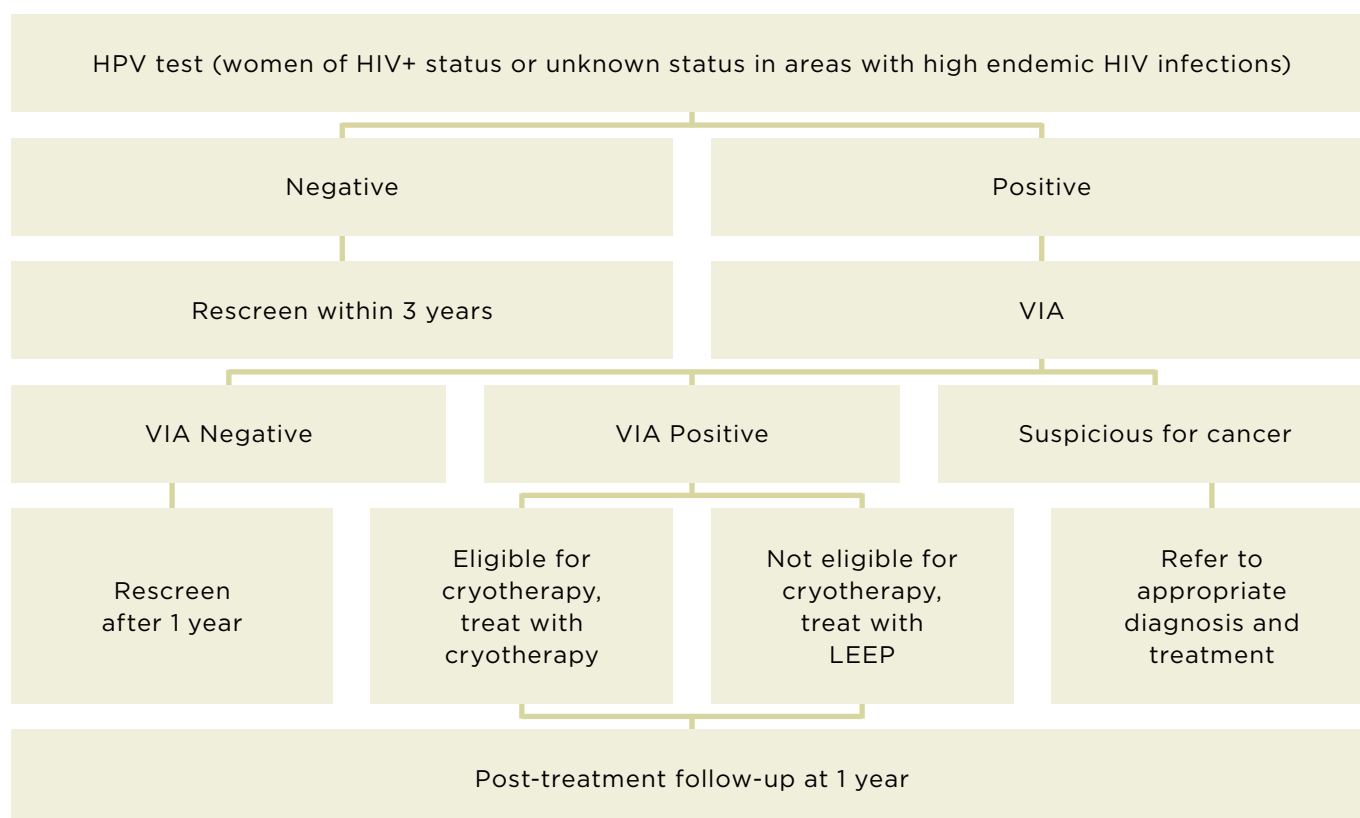 HPV test (women of HIV+ status or unknown status in areas with high endemic HIV infections)
Negative
Positive
Rescreen within 3 years
VIA
VIA Negative
VIA Positive
Suspicious for cancer
Rescreen
after 1 year
Eligible for
cryotherapy,
treat with
cryotherapy
Not eligible for
cryotherapy,
treat with
LEEP
Refer to
appropriate
diagnosis and
treatment
Post-treatment follow-up at 1 year